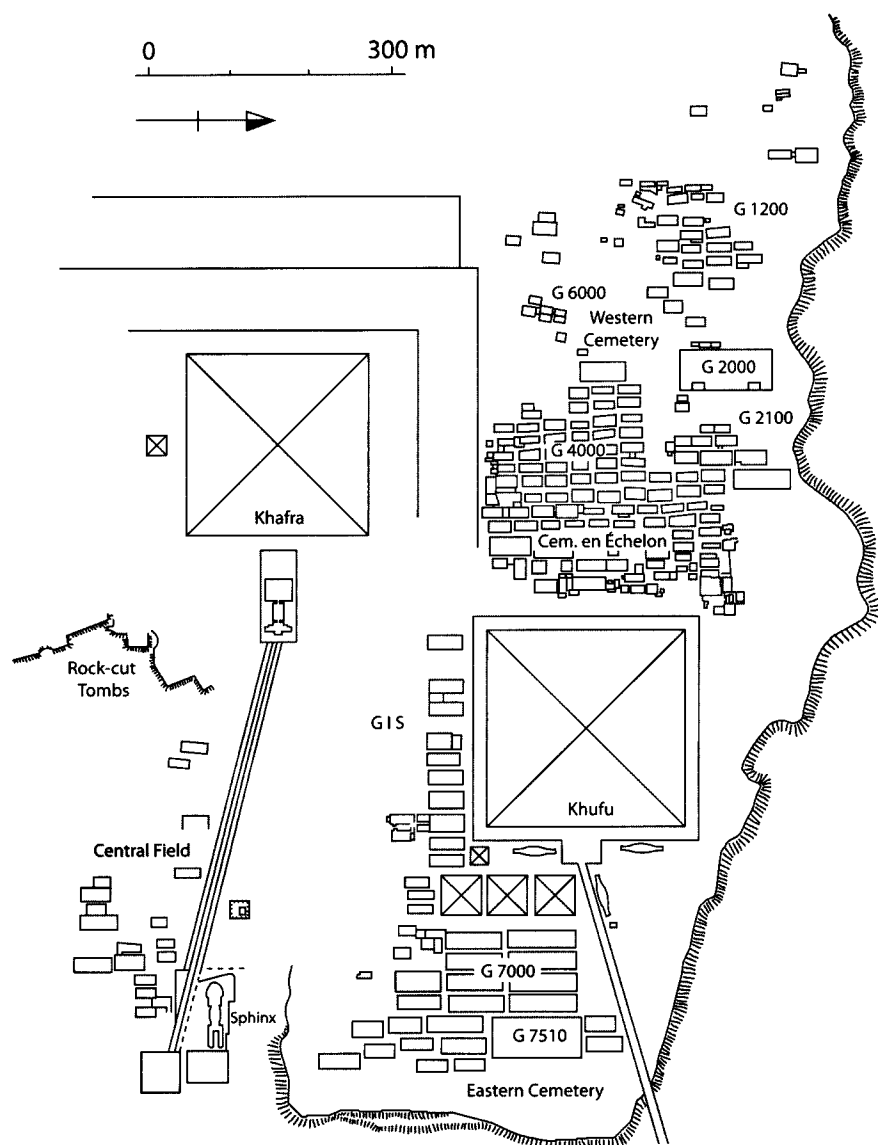 0 300 m
G 1200
G 6000
Western
Cemetery
G 2000
G 2100
G 4000
Khafra
Cem. en Échelon
Rock-cut
Tombs
G I S
Khufu
Central Field
G 7000
Sphinx
G 7510
Eastern Cemetery